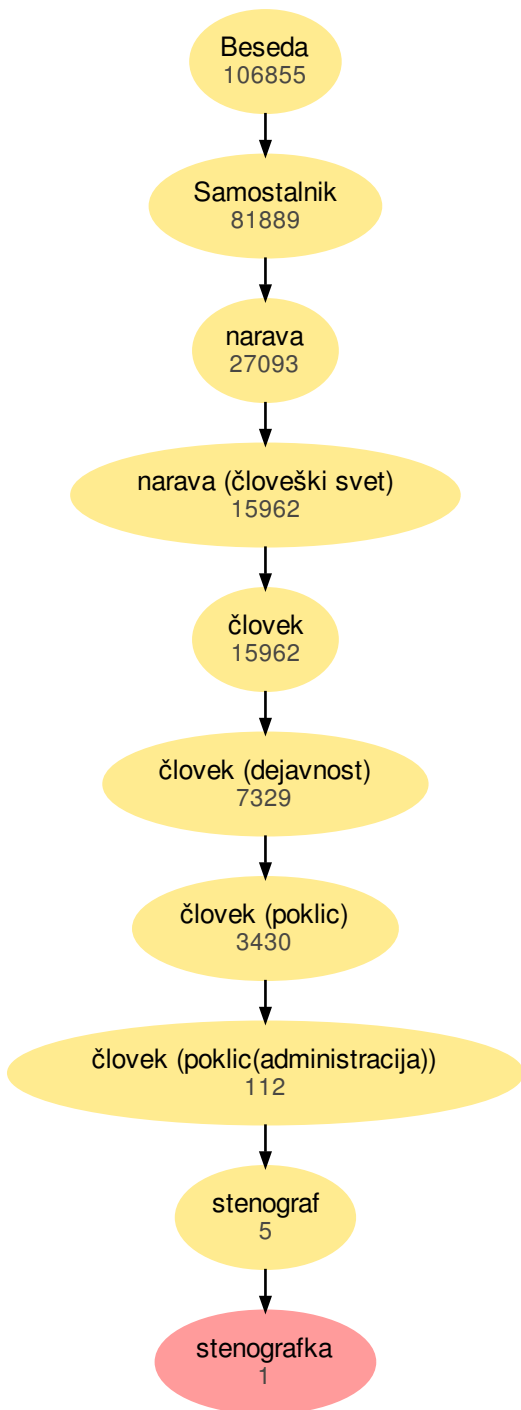 Beseda
106855
Samostalnik
81889
narava
27093
narava (človeški svet)
15962
človek
15962
človek (dejavnost)
7329
človek (poklic)
3430
človek (poklic(administracija))
112
stenograf
5
stenografka
1